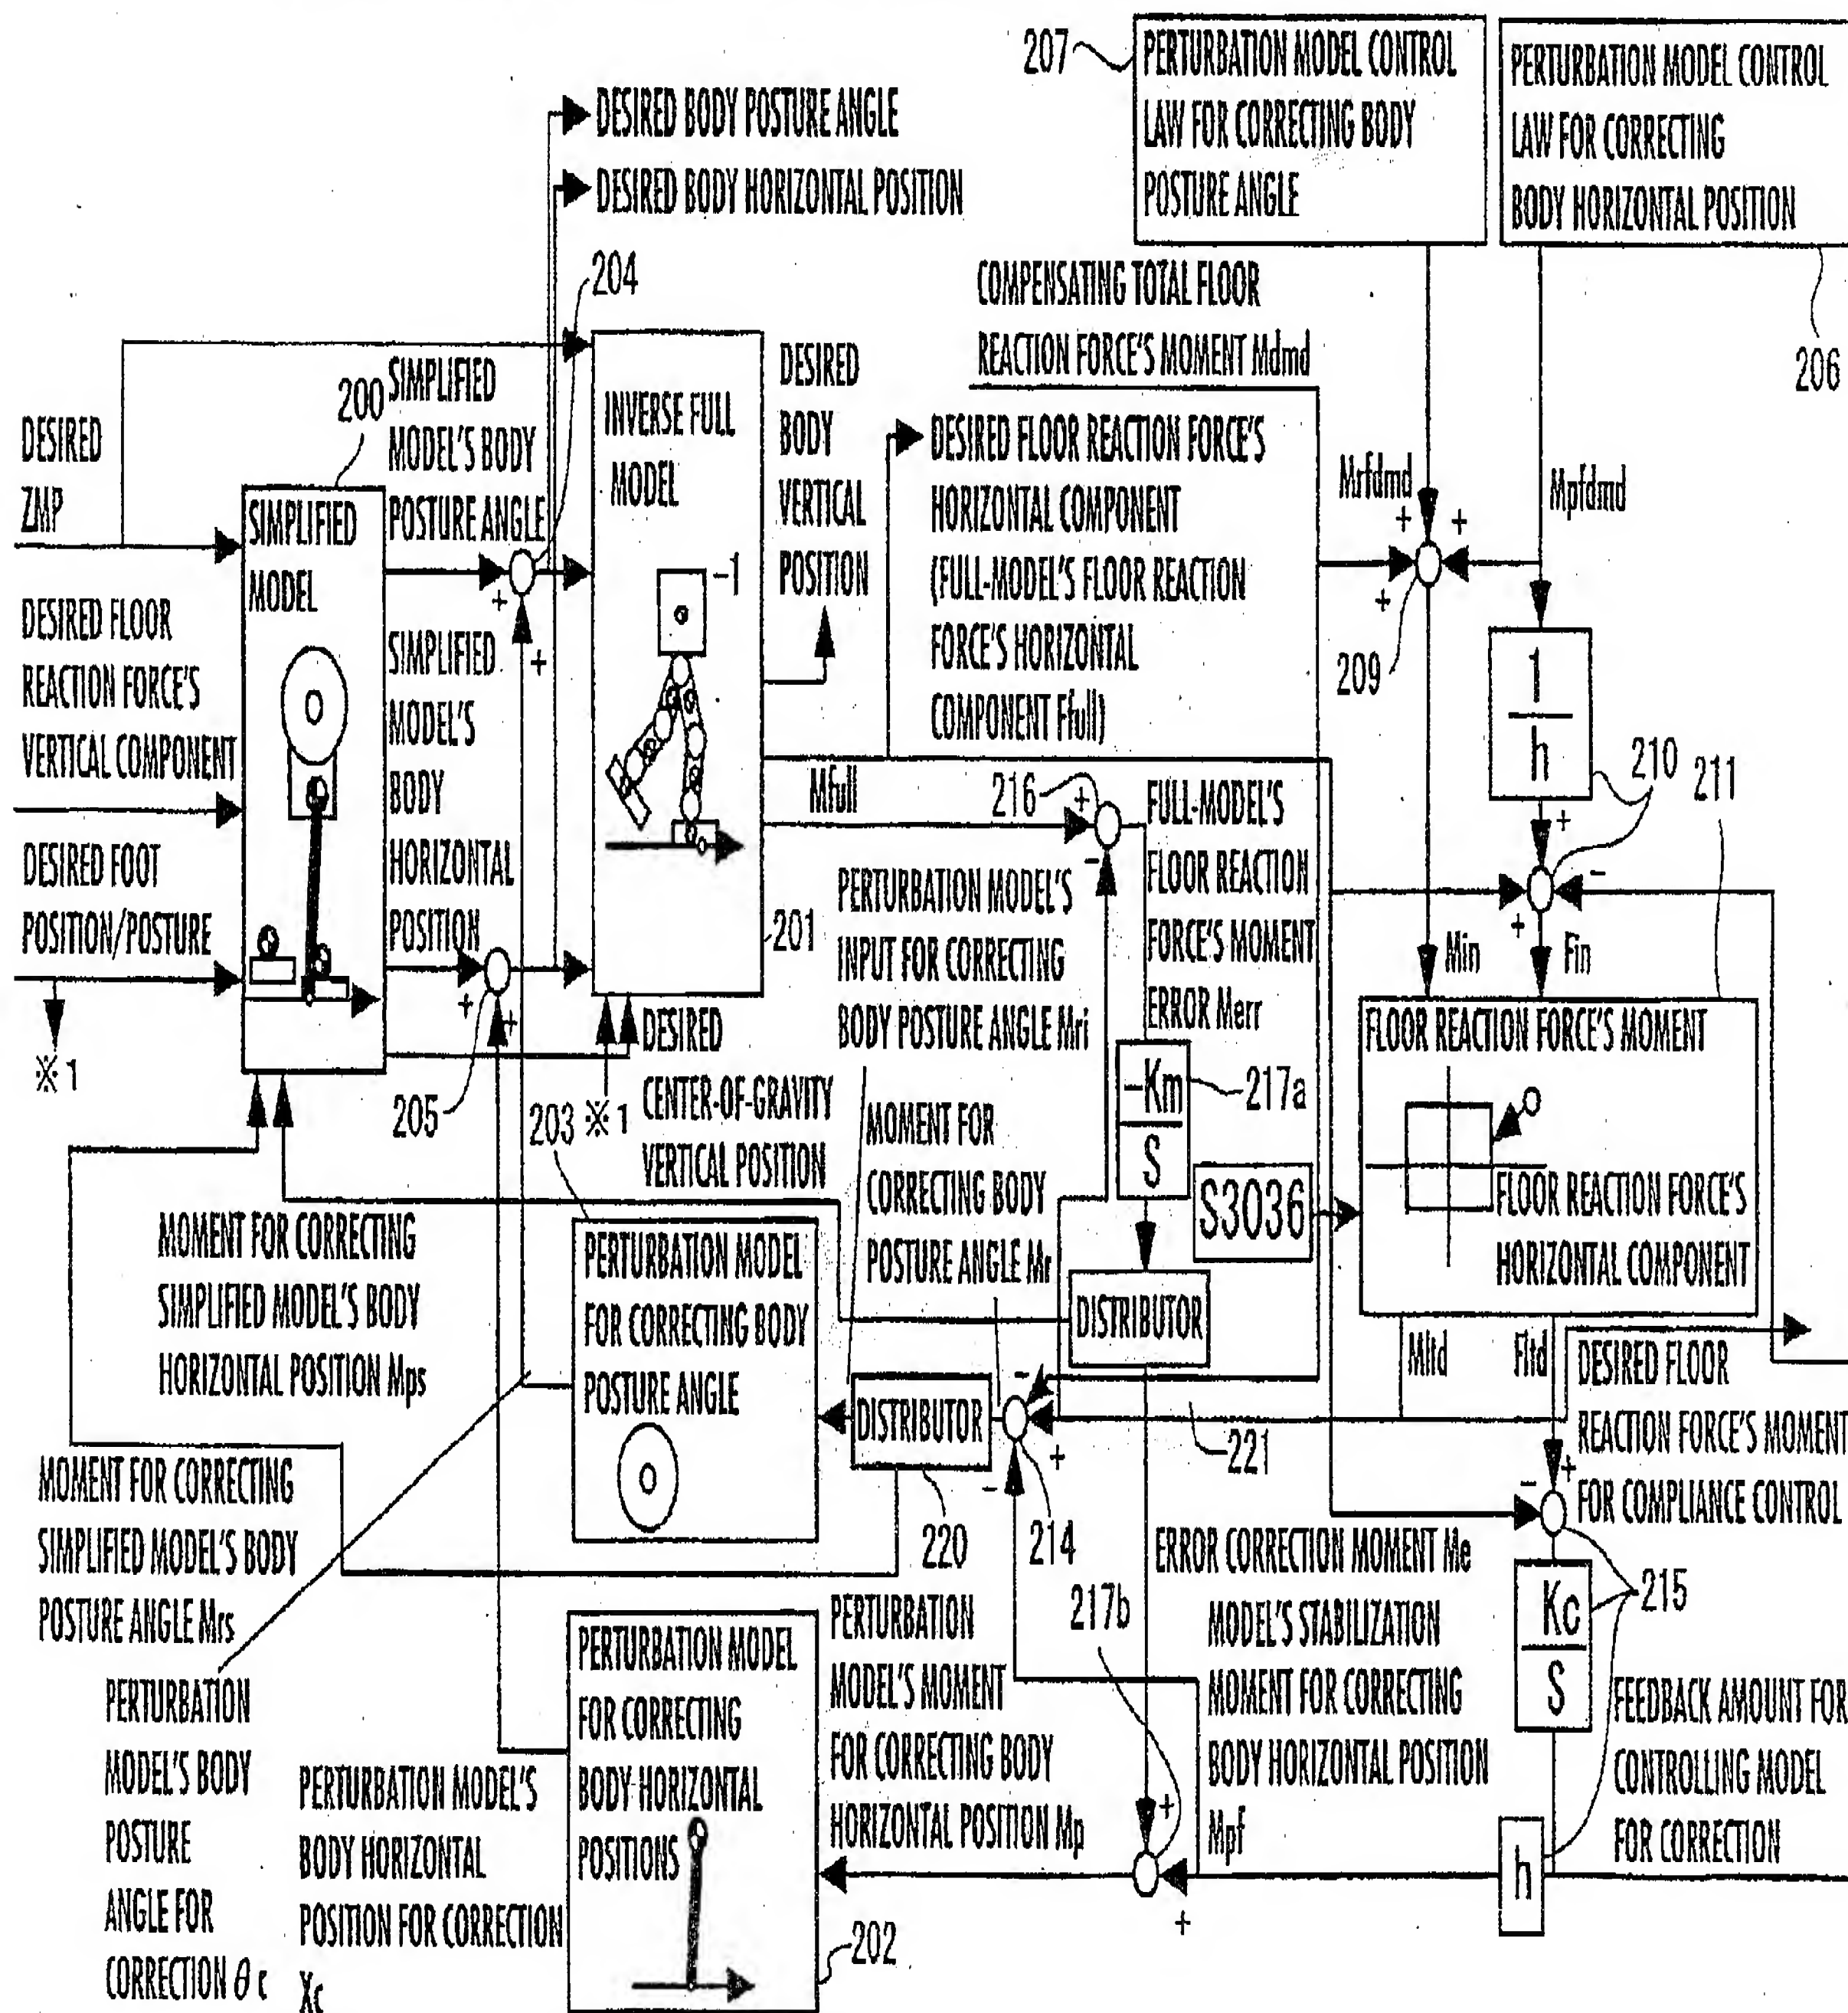 207
PERTURBATION MODEL CONTROL
LAW FOR CORRECTING BODY
POSTURE ANGLE
PERTURBATION MODEL CONTROL
LAW FOR CORRECTING
BODY HORIZONTAL POSITION
206
DESIRED BODY POSTURE ANGLE
DESIRED BODY HORIZONTAL POSITION
204
COMPENSATING TOTAL FLOOR
REACTION FORCE'S MOMENT Mdmd
DESIRED
ZMP
DESIRED FLOOR
REACTION FORCE'S
VERTICAL COMPONENT
DESIRED FOOT
POSITION/POSTURE
※1
200
SIMPLIFIED
MODEL
SIMPLIFIED
MODEL'S BODY
POSTURE ANGLE
+
+
SIMPLIFIED
MODEL'S
BODY
HORIZONTAL
POSITION
+
+
205
INVERSE FULL
MODEL
-1
201
DESIRED
BODY
VERTICAL
POSITION
DESIRED FLOOR REACTION FORCE'S
HORIZONTAL COMPONENT
(FULL-MODEL'S FLOOR REACTION
FORCE'S HORIZONTAL
COMPONENT Ffull)
Mrfdmd
Mpfdmd
+
+
+
209
1
h
210
211
+
-
+
Min
Fin
Mfull
216
+
-
FULL-MODEL'S
FLOOR REACTION
FORCE'S MOMENT
ERROR Merr
PERTURBATION MODEL'S
INPUT FOR CORRECTING
BODY POSTURE ANGLE Mri
-Km
S
217a
S3036
FLOOR REACTION FORCE'S MOMENT
FLOOR REACTION FORCE'S
HORIZONTAL COMPONENT
203
※1
DESIRED
CENTER-OF-GRAVITY
VERTICAL POSITION
MOMENT FOR
CORRECTING BODY
POSTURE ANGLE Mr
MOMENT FOR CORRECTING
SIMPLIFIED MODEL'S BODY
HORIZONTAL POSITION Mps
PERTURBATION MODEL
FOR CORRECTING BODY
POSTURE ANGLE
DISTRIBUTOR
DISTRIBUTOR
220
-
+
-
214
221
Mltd
Fltd
DESIRED FLOOR
REACTION FORCE'S MOMENT
FOR COMPLIANCE CONTROL
+
-
215
Kc
S
MOMENT FOR CORRECTING
SIMPLIFIED MODEL'S BODY
POSTURE ANGLE Mrs
PERTURBATION
MODEL'S BODY
POSTURE
ANGLE FOR
CORRECTION θc
PERTURBATION MODEL'S
BODY HORIZONTAL
POSITION FOR CORRECTION
Xc
PERTURBATION MODEL
FOR CORRECTING
BODY HORIZONTAL
POSITIONS
202
PERTURBATION
MODEL'S MOMENT
FOR CORRECTING BODY
HORIZONTAL POSITION Mp
217b
+
+
ERROR CORRECTION MOMENT Me
MODEL'S STABILIZATION
MOMENT FOR CORRECTING
BODY HORIZONTAL POSITION
Mpf
h
FEEDBACK AMOUNT FOR
CONTROLLING MODEL
FOR CORRECTION